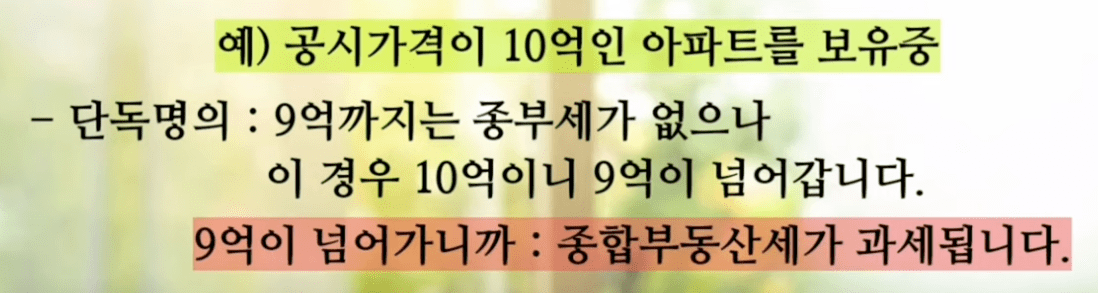 예) 공시가격이 10억인 아파트를 보유중
- 단독명의 : 9억까지는 종부세가 없으나
이 경우 10억이니 9억이 넘어갑니다.
9억이 넘어가니까 : 종합부동산세가 과세됩니다.